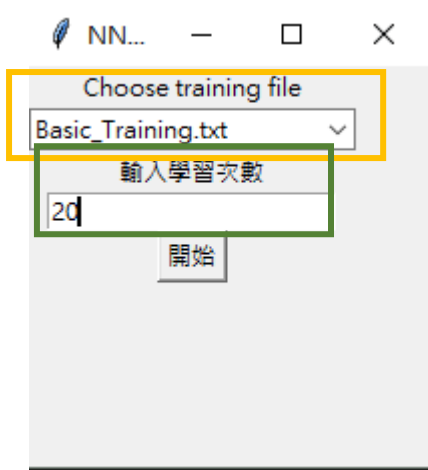 NN...
Choose training file
Basic_Training.txt
輸入學習次數
20
開始